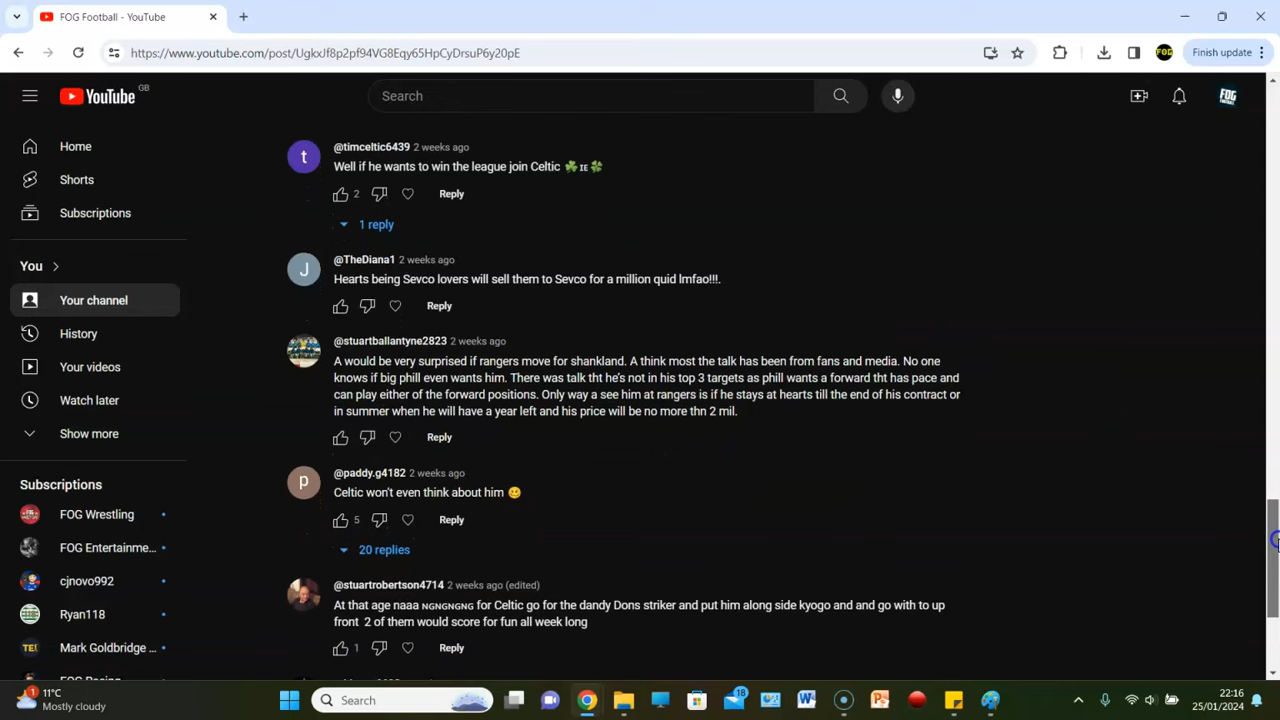 FOG Football - YouTube
https://www.youtube.com/post/UgkxJf8p2pf94VG8Eqy65HpCyDrsuP6y20pE
FOG
Finish update
YouTube GB
Search
FOG
Home
Shorts
Subscriptions
You
Your channel
History
Your videos
Watch later
Show more
Subscriptions
FOG Wrestling
FOG Entertainme...
cjnovo992
Ryan118
Mark Goldbridge ...
t
@timceltic6439 2 weeks ago
Well if he wants to win the league join Celtic ☘️🇮🇪🍀
2
Reply
1 reply
J
@TheDiana1 2 weeks ago
Hearts being Sevco lovers will sell them to Sevco for a million quid lmfao!!!.
Reply
@stuartballantyne2823 2 weeks ago
A would be very surprised if rangers move for shankland. A think most the talk has been from fans and media. No one
knows if big phill even wants him. There was talk tht he's not in his top 3 targets as phill wants a forward tht has pace and
can play either of the forward positions. Only way a see him at rangers is if he stays at hearts till the end of his contract or
in summer when he will have a year left and his price will be no more thn 2 mil.
Reply
p
@paddy.g4182 2 weeks ago
Celtic won't even think about him 🥴
5
Reply
20 replies
@stuartrobertson4714 2 weeks ago (edited)
At that age naaa 🇳🇬🇳🇬🇳🇬 for Celtic go for the dandy Dons striker and put him along side kyogo and and go with to up
front 2 of them would score for fun all week long
1
Reply
1
11°C
Mostly cloudy
Search
18
22:16
25/01/2024